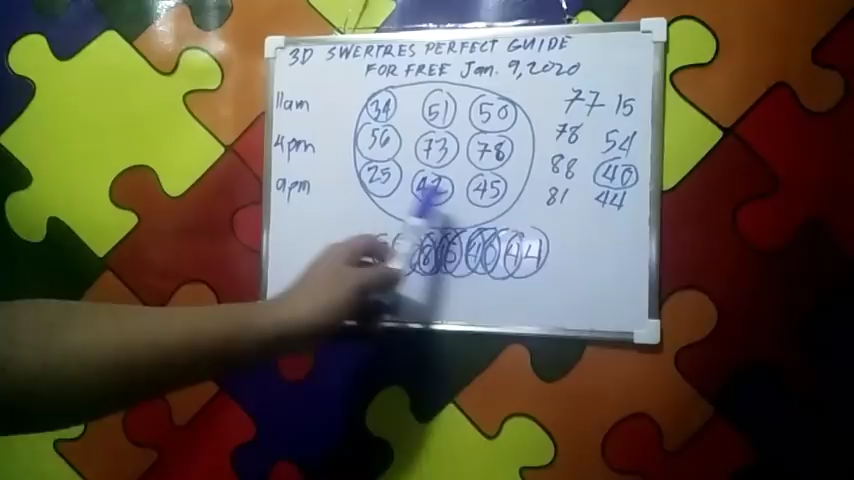 3D SWERTRES PERFECT GUIDE
FOR FREE Jan. 9, 2020
11am 34 51 50 77 15
4pm 56 73 78 78 54
9pm 25 45 88 40
81 44